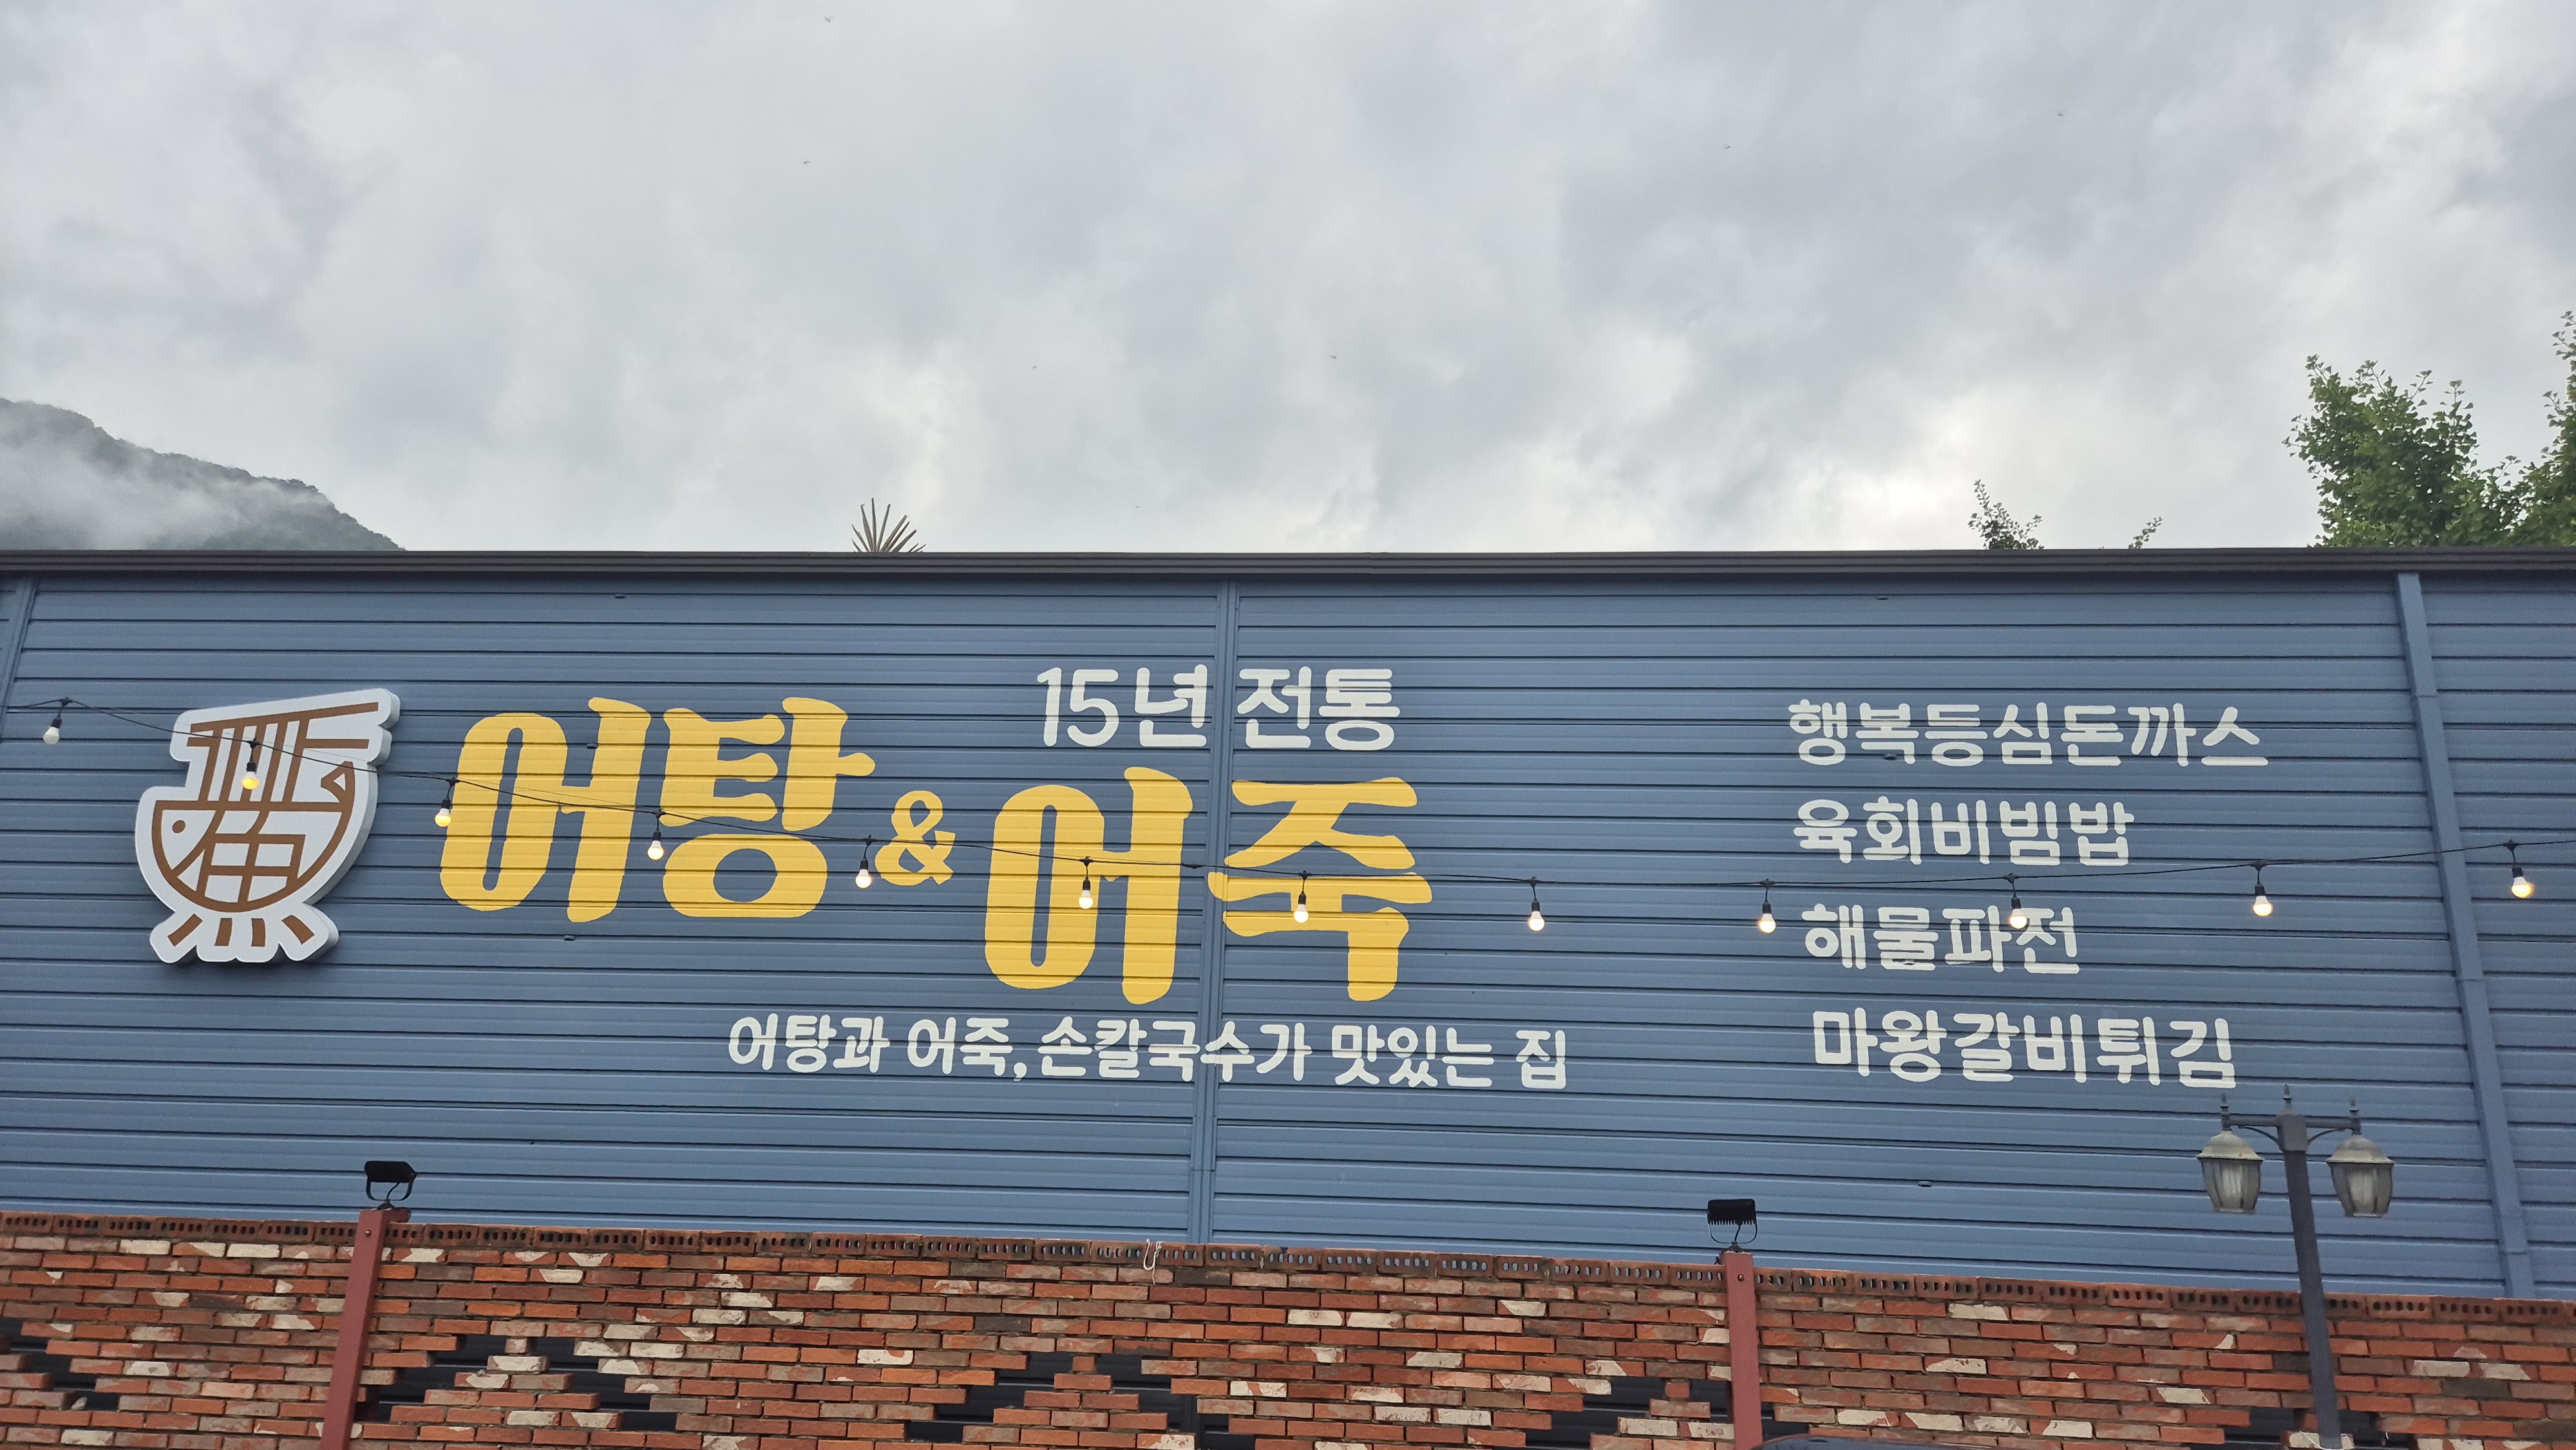 15년 전통
어탕&어죽
어탕과 어죽,손칼국수가 맛있는 집
행복등심돈까스
육회비빔밥
해물파전
마왕갈비튀김